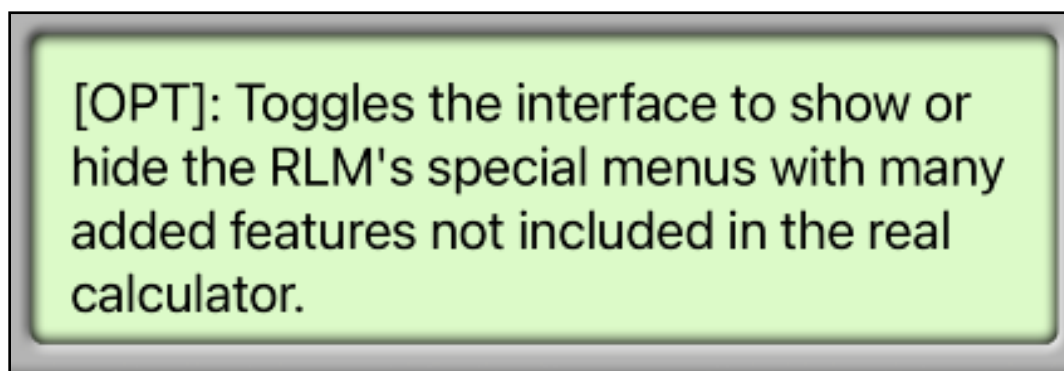 [OPT]: Toggles the interface to show or
hide the RLM's special menus with many
added features not included in the real
calculator.